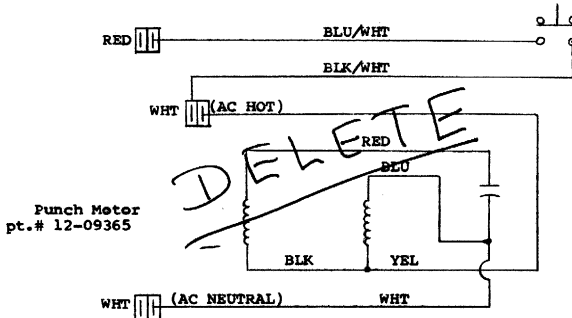 BLU/WHT
RED
BLK/WHT
WHT (AC HOT)
DELETE
RED
BLU
Punch Motor
pt.# 12-09365
BLK YEL
WHT (AC NEUTRAL) WHT